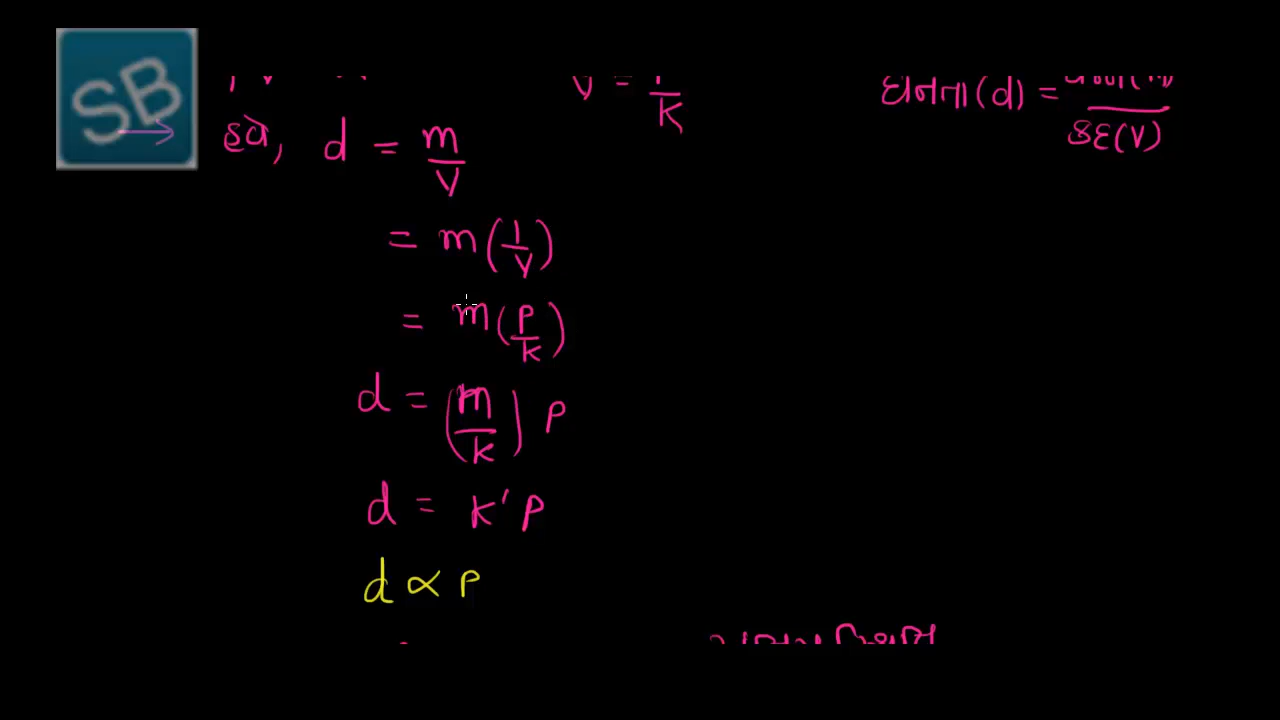 SB
ઘનતા(d) =
કદ(V)
હવે, d = m/V
= m(1/V)
= m(P/K)
d = (m/K) P
d = K'P
d ∝ P